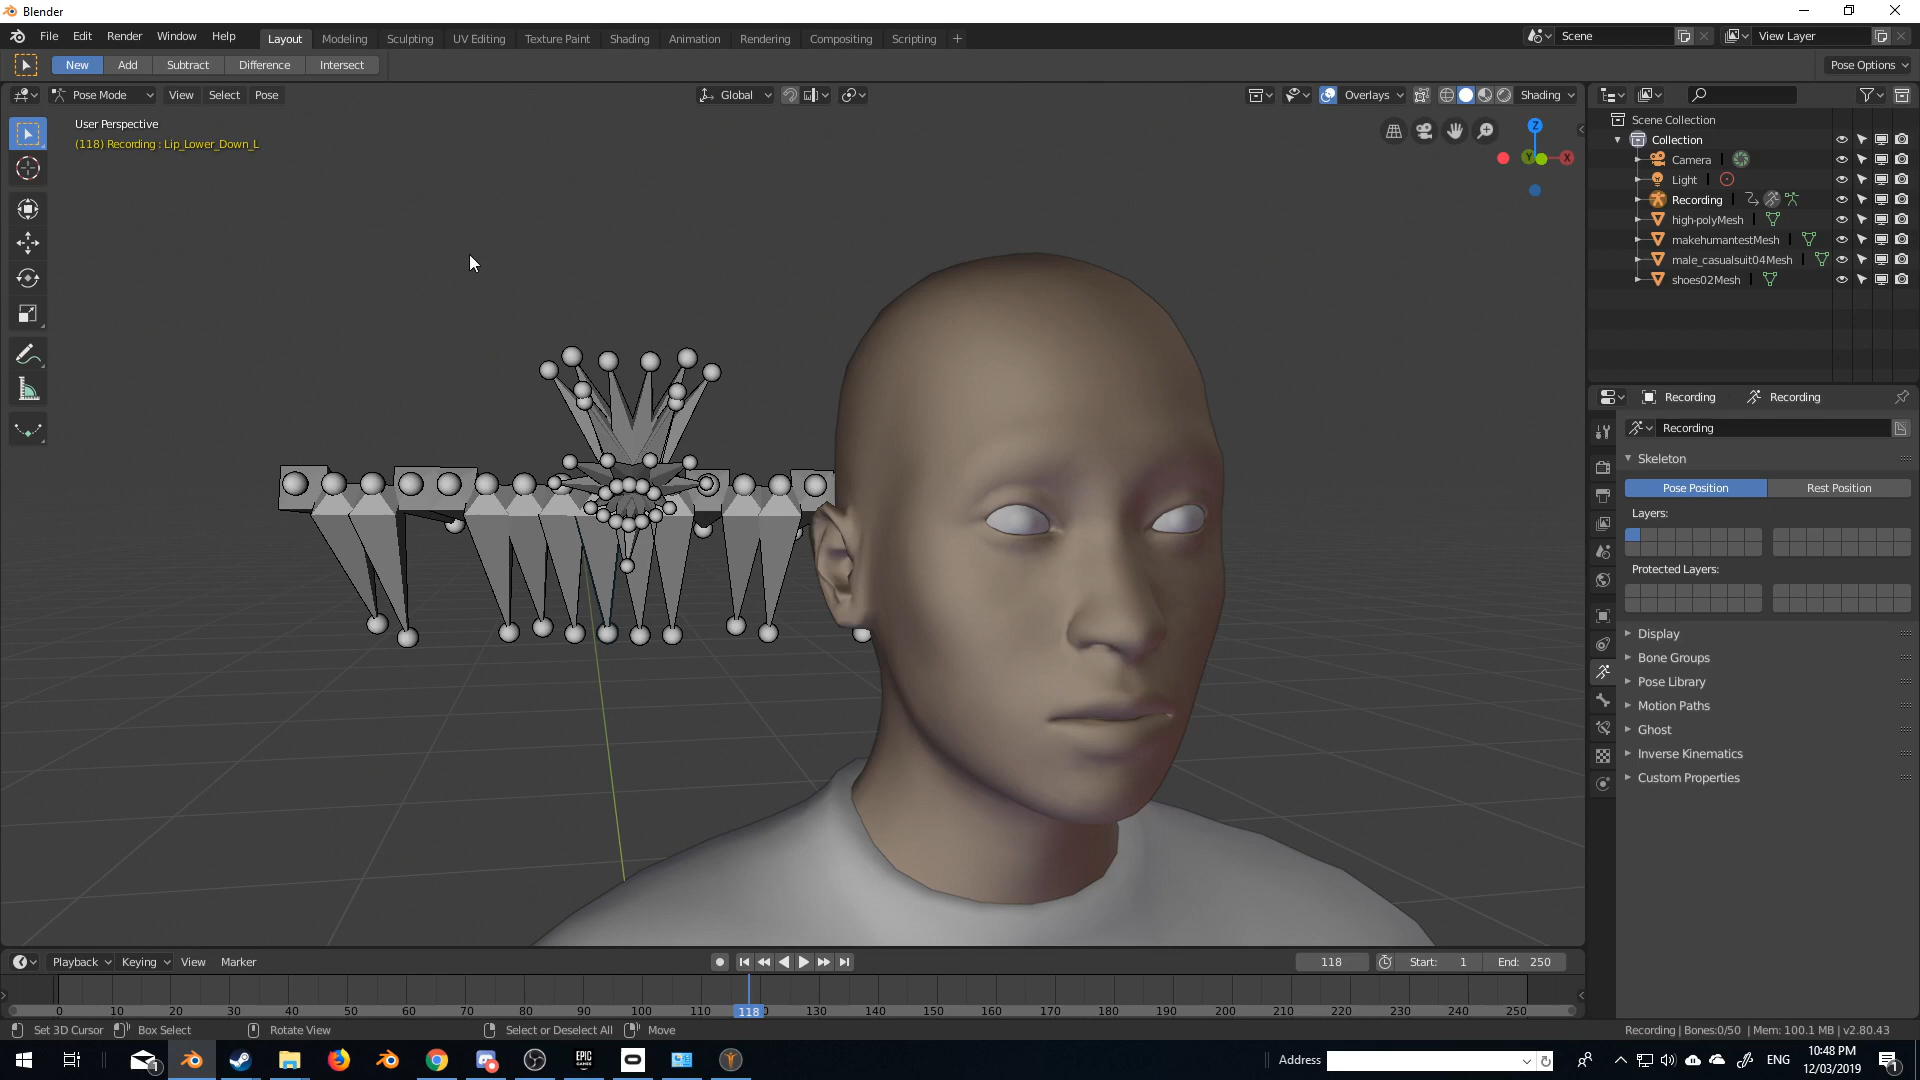 Blender
File Edit Render Window Help
Layout Modeling Sculpting UV Editing Texture Paint Shading Animation Rendering Compositing Scripting +
Scene
View Layer
New Add Subtract Difference Intersect
Pose Options
Pose Mode View Select Pose
Global
Overlays
Shading
User Perspective
(118) Recording : Lip_Lower_Down_L
Z
Y
X
Scene Collection
Collection
Camera
Light
Recording
high-polyMesh
makehumantestMesh
male_casualsuit04Mesh
shoes02Mesh
Recording Recording
Recording
Skeleton
Pose Position Rest Position
Layers:
Protected Layers:
Display
Bone Groups
Pose Library
Motion Paths
Ghost
Inverse Kinematics
Custom Properties
Playback Keying View Marker
118 Start: 1 End: 250
0 10 20 30 40 50 60 70 80 90 100 110 118 130 140 150 160 170 180 190 200 210 220 230 240 250
Set 3D Cursor Box Select Rotate View Select or Deselect All Move
Recording | Bones:0/50 | Mem: 100.1 MB | v2.80.43
EPIC GAMES
Address
ENG
10:48 PM
12/03/2019